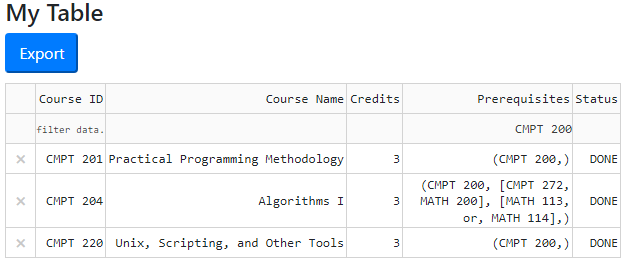 My Table
Export
Course ID Course Name Credits Prerequisites Status
filter data. CMPT 200
× CMPT 201 Practical Programming Methodology 3 (CMPT 200,) DONE
(CMPT 200, [CMPT 272,
× CMPT 204 Algorithms I 3 MATH 200], [MATH 113, DONE
or, MATH 114],)
× CMPT 220 Unix, Scripting, and Other Tools 3 (CMPT 200,) DONE